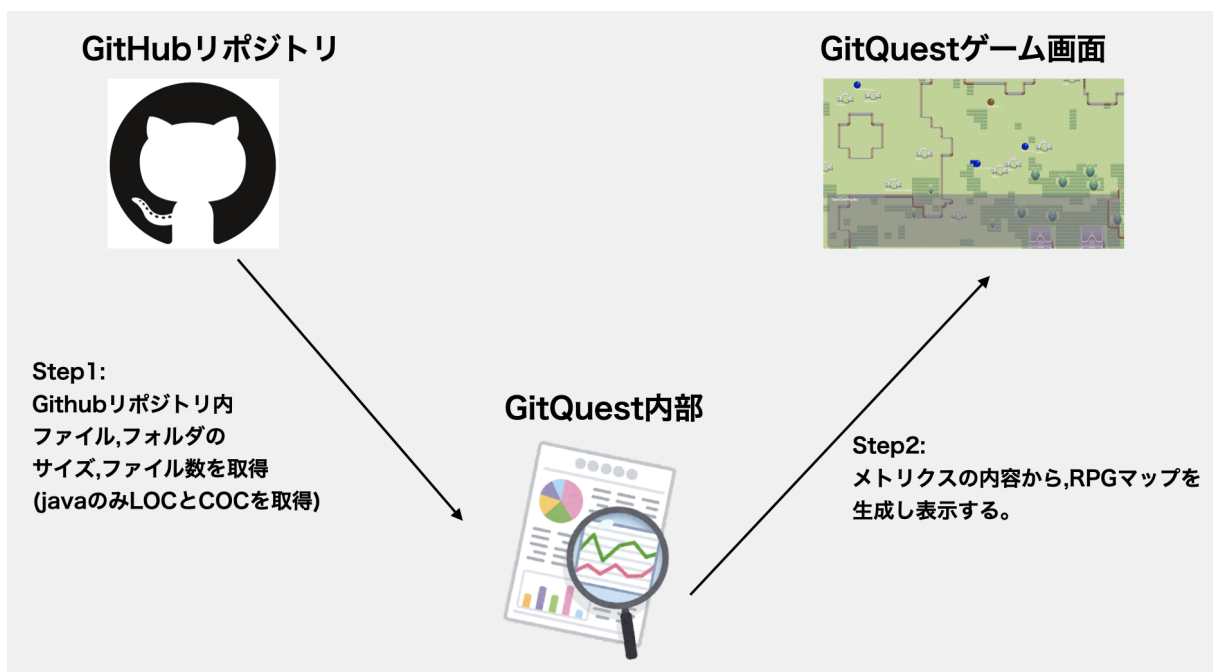 GitHubリポジトリ
GitQuestゲーム画面
Step1:
Githubリポジトリ内
ファイル,フォルダの
サイズ,ファイル数を取得
(javaのみLOCとCOCを取得)
GitQuest内部
Step2:
メトリクスの内容から,RPGマップを
生成し表示する。